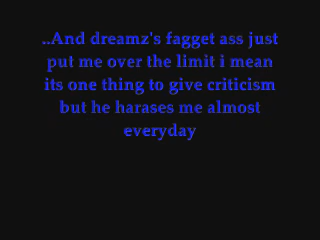 ..And dreamz's fagget ass just
put me over the limit i mean
its one thing to give criticism
but he harases me almost
everyday